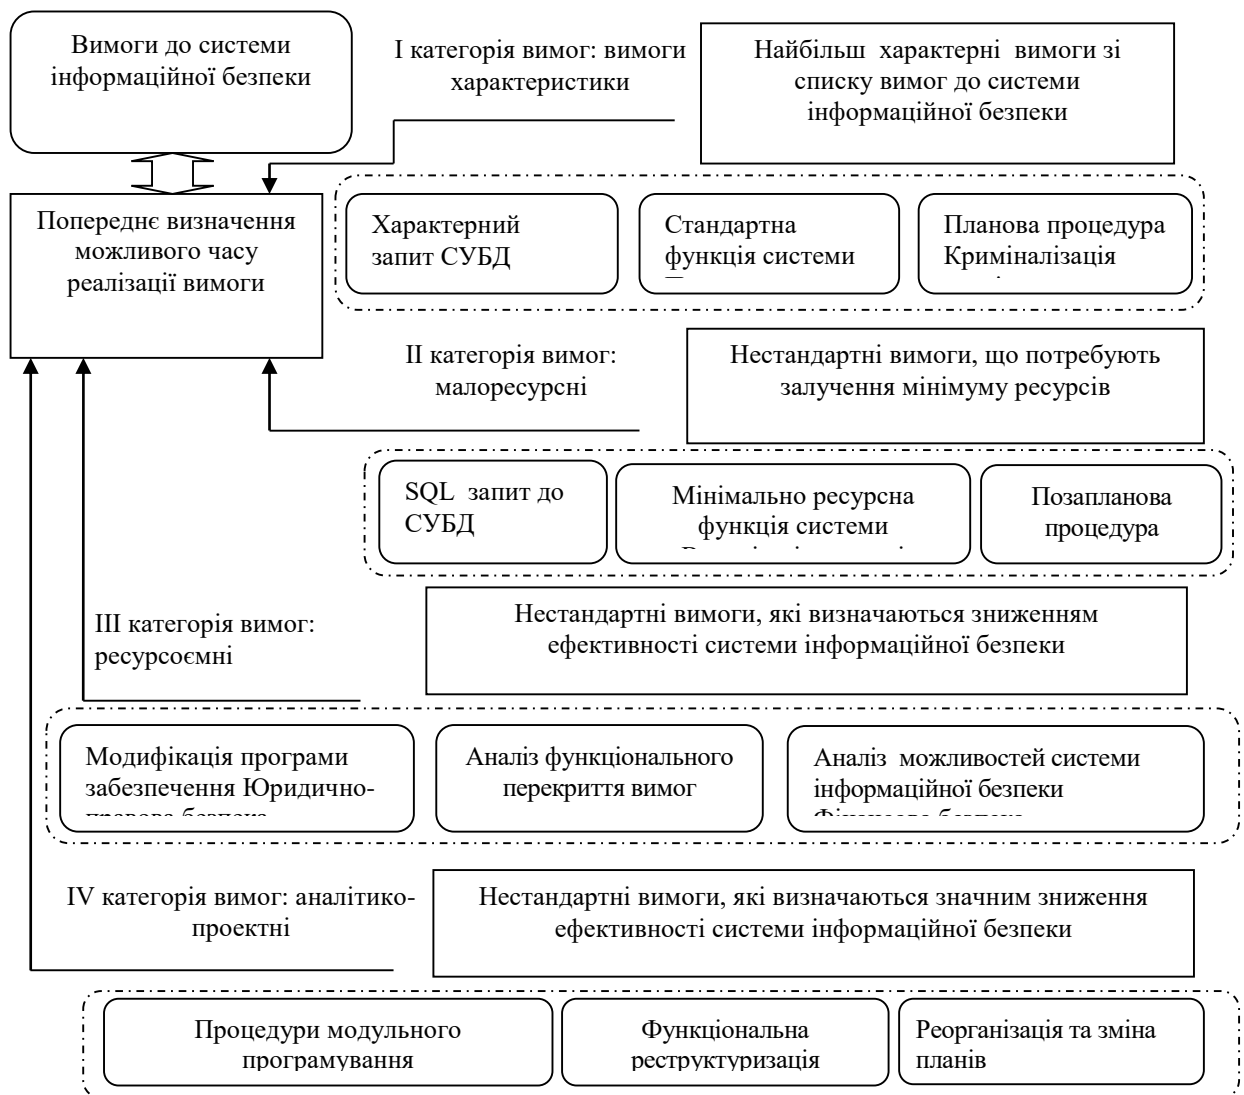 Вимоги до системи
інформаційної безпеки
І категорія вимог: вимоги
характеристики
Найбільш характерні вимоги зі
списку вимог до системи
інформаційної безпеки
Попереднє визначення
можливого часу
реалізації вимоги
Характерний
запит СУБД
Стандартна
функція системи
Планова процедура
Криміналізація
ІІ категорія вимог:
малоресурсні
Нестандартні вимоги, що потребують
залучення мінімуму ресурсів
SQL запит до
СУБД
Мінімально ресурсна
функція системи
Позапланова
процедура
ІІІ категорія вимог:
ресурсоємні
Нестандартні вимоги, які визначаються зниженням
ефективності системи інформаційної безпеки
Модифікація програми
забезпечення Юридично-
Аналіз функціонального
перекриття вимог
Аналіз можливостей системи
інформаційної безпеки
IV категорія вимог: аналітико-
проектні
Нестандартні вимоги, які визначаються значним зниження
ефективності системи інформаційної безпеки
Процедури модульного
програмування
Функціональна
реструктуризація
Реорганізація та зміна
планів